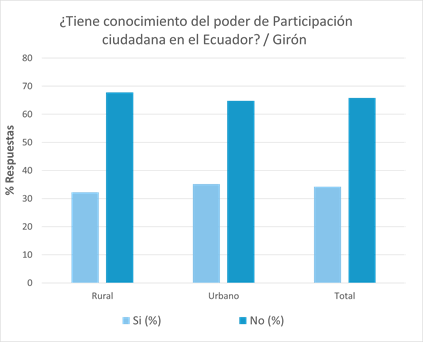 ¿Tiene conocimiento del poder de Participación
ciudadana en el Ecuador? / Girón
80
70
60
50
40
30
20
10
0
% Respuestas
Rural Urbano Total
Si (%) No (%)